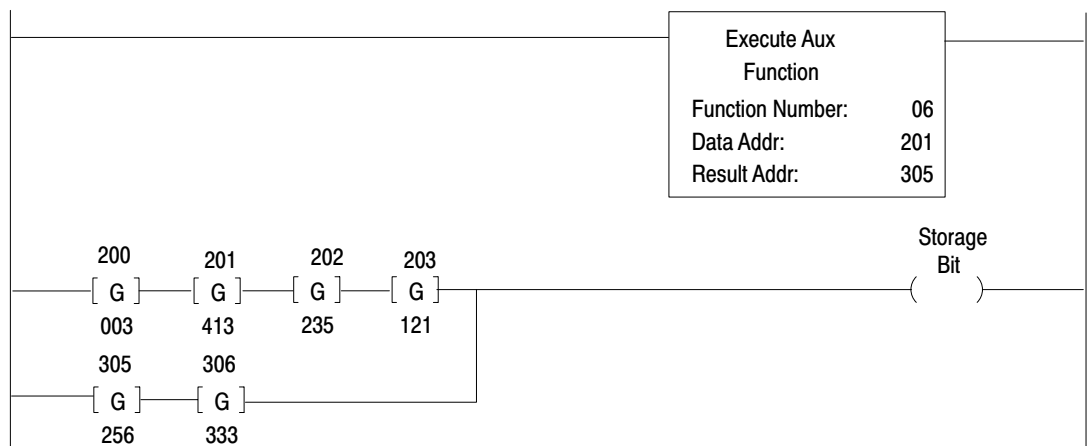 Execute Aux
Function
Function Number: 06
Data Addr: 201
Result Addr: 305
Storage
Bit
200 201 202 203
[ G ] [ G ] [ G ] [ G ] ( )
003 413 235 121
305 306
[ G ] [ G ]
256 333